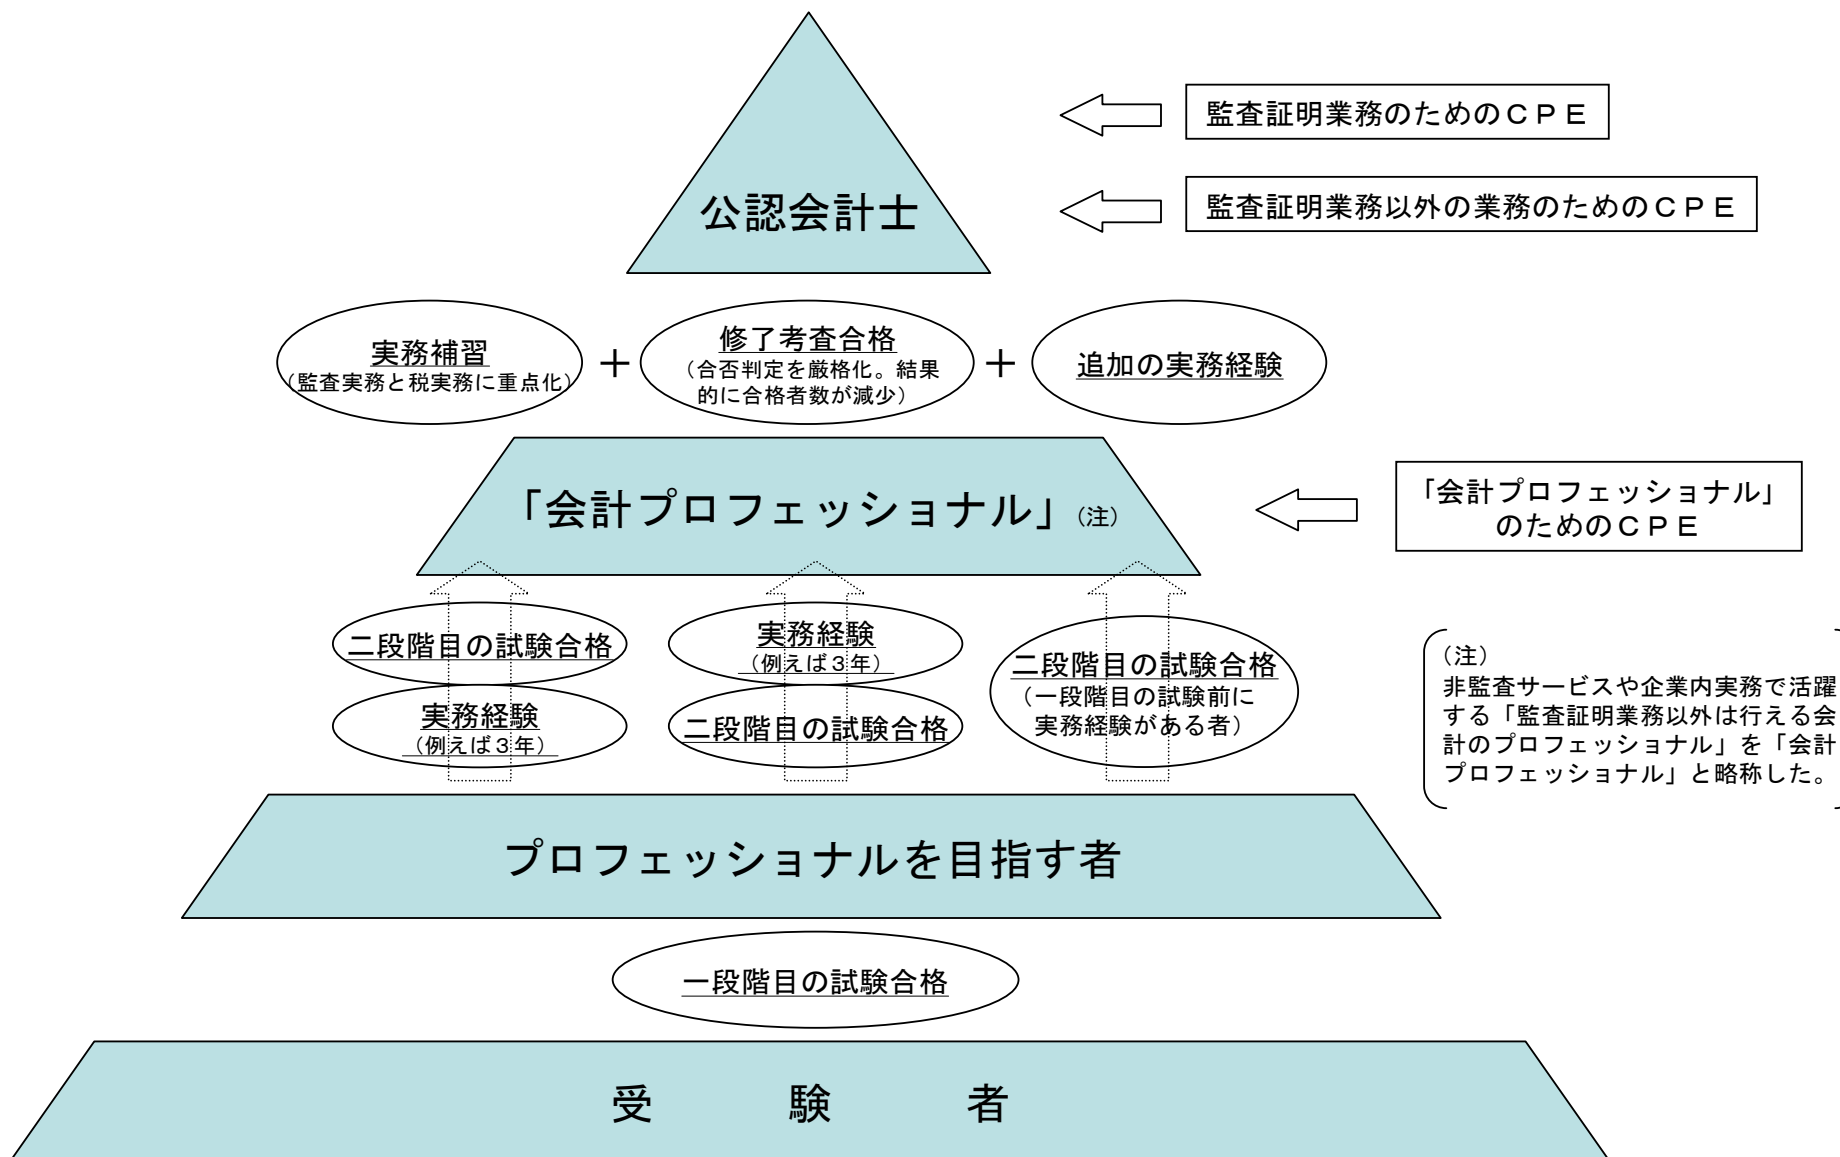 監査証明業務のためのＣＰＥ
監査証明業務以外の業務のためのＣＰＥ
公認会計士
実務補習
（監査実務と税実務に重点化）
＋
修了考査合格
（合否判定を厳格化。結果
的に合格者数が減少）
＋
追加の実務経験
「会計プロフェッショナル」（注）
「会計プロフェッショナル」
のためのＣＰＥ
二段階目の試験合格
実務経験
（例えば３年）
実務経験
（例えば３年）
二段階目の試験合格
二段階目の試験合格
（一段階目の試験前に
実務経験がある者）
（注）
非監査サービスや企業内実務で活躍
する「監査証明業務以外は行える会
計のプロフェッショナル」を「会計
プロフェッショナル」と略称した。
プロフェッショナルを目指す者
一段階目の試験合格
受　験　者